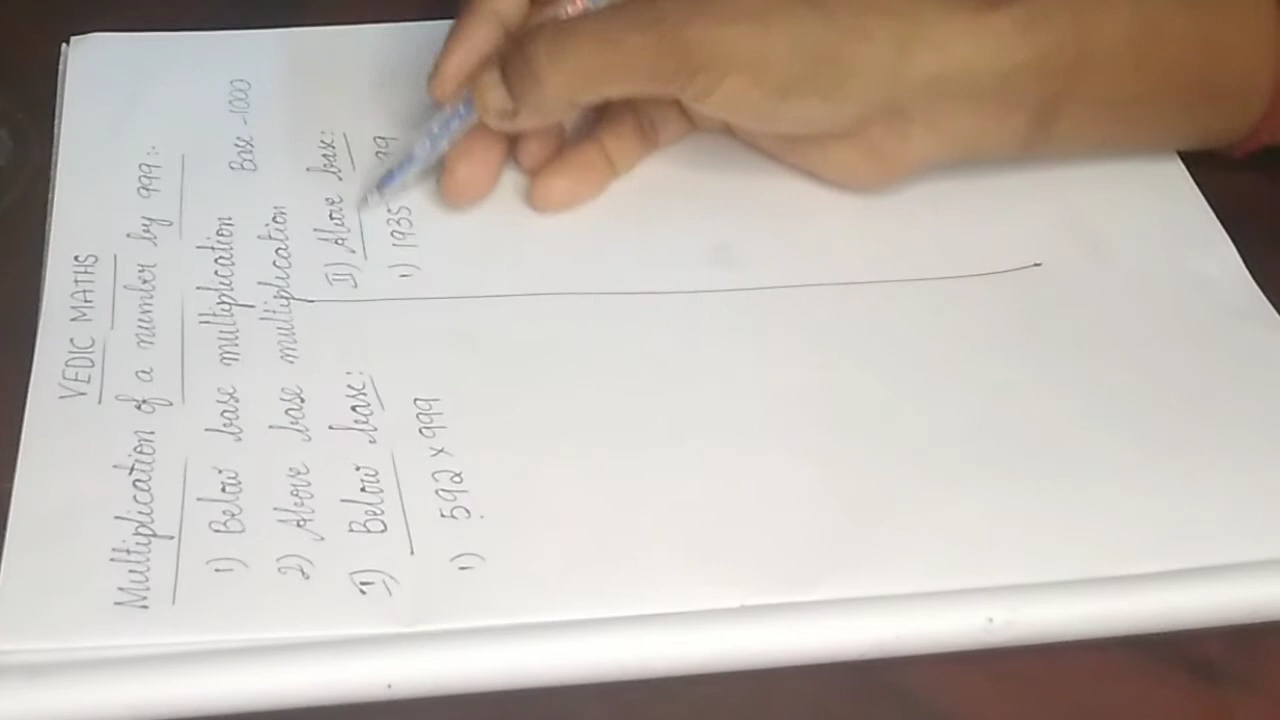 VEDIC MATHS
Multiplication of a number by 999:-
1) Below base multiplication Base -1000
2) Above base multiplication
I) Below base:
1) 592 × 999
II) Above base:
1) 1935